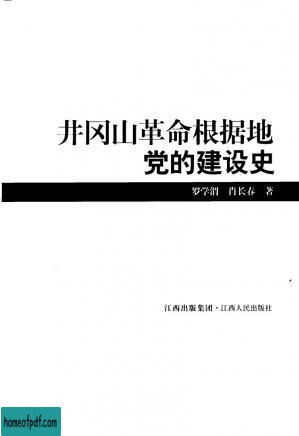 井冈山革命根据地
党的建设史
罗学渭 肖长春 著
江西出版集团·江西人民出版社
homeofpdf.com